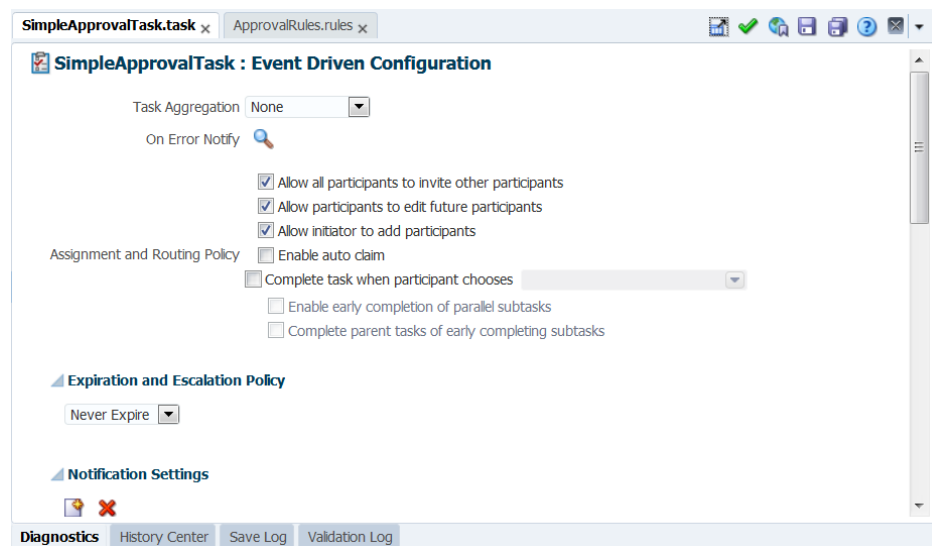 SimpleApprovalTask.task ApprovalRules.rules
SimpleApprovalTask : Event Driven Configuration
Task Aggregation None
On Error Notify
Allow all participants to invite other participants
Allow participants to edit future participants
Allow initiator to add participants
Assignment and Routing Policy Enable auto claim
Complete task when participant chooses
Enable early completion of parallel subtasks
Complete parent tasks of early completing subtasks
Expiration and Escalation Policy
Never Expire
Notification Settings
Diagnostics History Center Save Log Validation Log